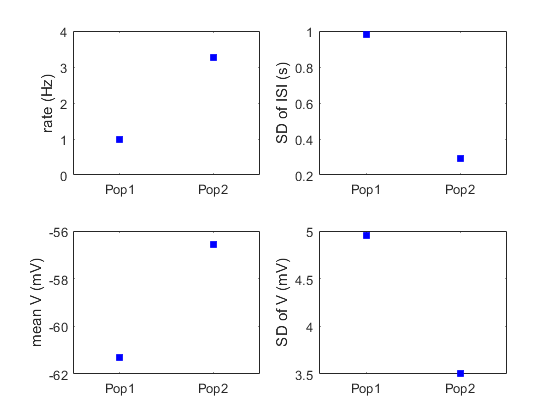 rate (Hz)
4
3
2
1
0
Pop1 Pop2
SD of ISI (s)
1
0.8
0.6
0.4
0.2
Pop1 Pop2
mean V (mV)
-56
-58
-60
-62
Pop1 Pop2
SD of V (mV)
5
4.5
4
3.5
Pop1 Pop2